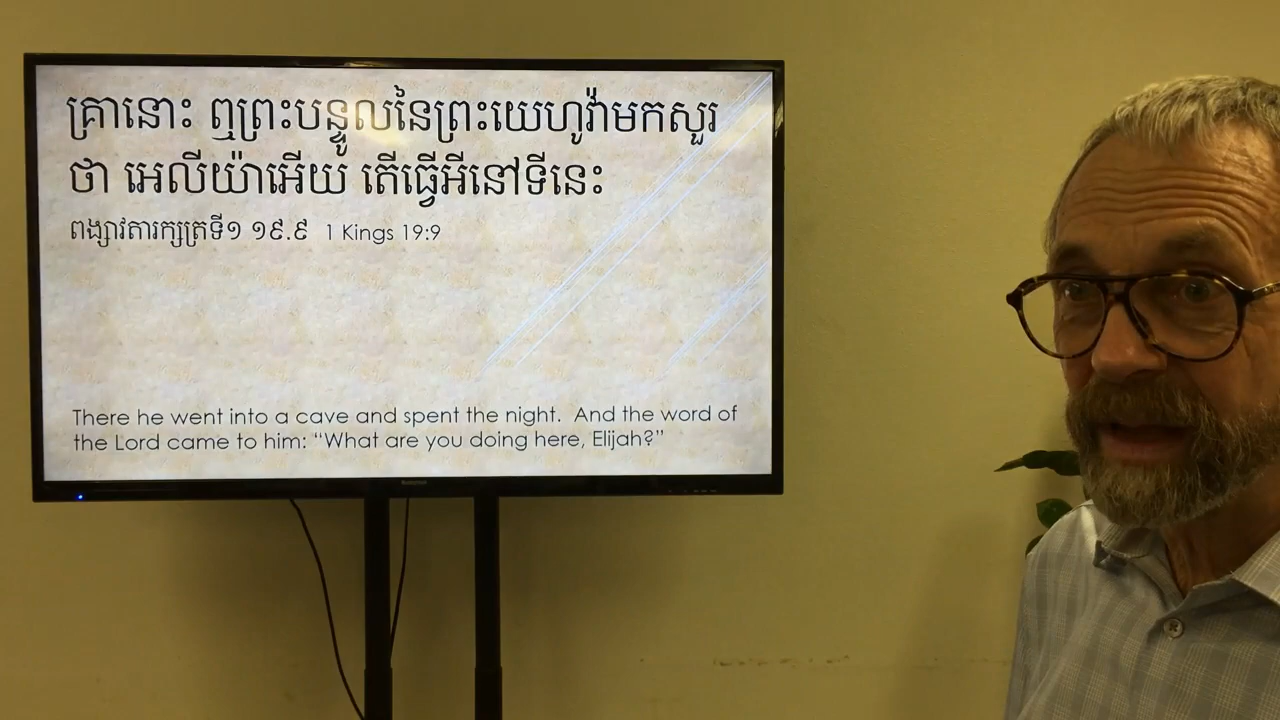 គ្រានោះ ឮព្រះបន្ទូលនៃព្រះយេហូវ៉ាមកសួរ
ថា អេលីយ៉ាអើយ តើធ្វើអីនៅទីនេះ
ពង្សាវតារក្សត្រទី១ ១៩.៩ 1 Kings 19:9
There he went into a cave and spent the night. And the word of
the Lord came to him: “What are you doing here, Elijah?”